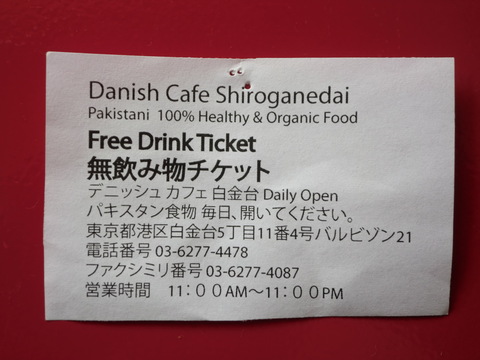 Danish Cafe Shiroganedai
Pakistani 100% Healthy & Organic Food
Free Drink Ticket
無飲み物チケット
デニッシュ カフェ 白金台 Daily Open
パキスタン食物 毎日、開いてください。
東京都港区白金台5丁目11番4号バルビゾン21
電話番号 03-6277-4478
ファクシミリ番号 03-6277-4087
営業時間 11:00AM～11:00PM